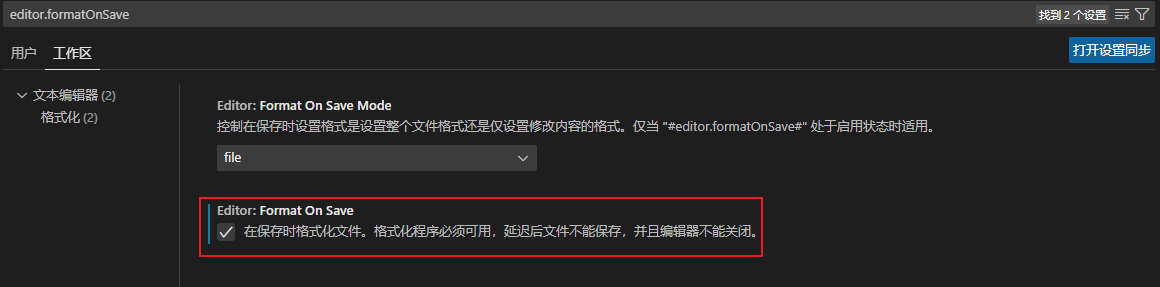 editor.formatOnSave
找到 2 个设置
用户
工作区
打开设置同步
文本编辑器 (2)
格式化 (2)
Editor: Format On Save Mode
控制在保存时设置格式是设置整个文件格式还是仅设置修改内容的格式。仅当 "#editor.formatOnSave#" 处于启用状态时适用。
file
Editor: Format On Save
在保存时格式化文件。格式化程序必须可用，延迟后文件不能保存，并且编辑器不能关闭。